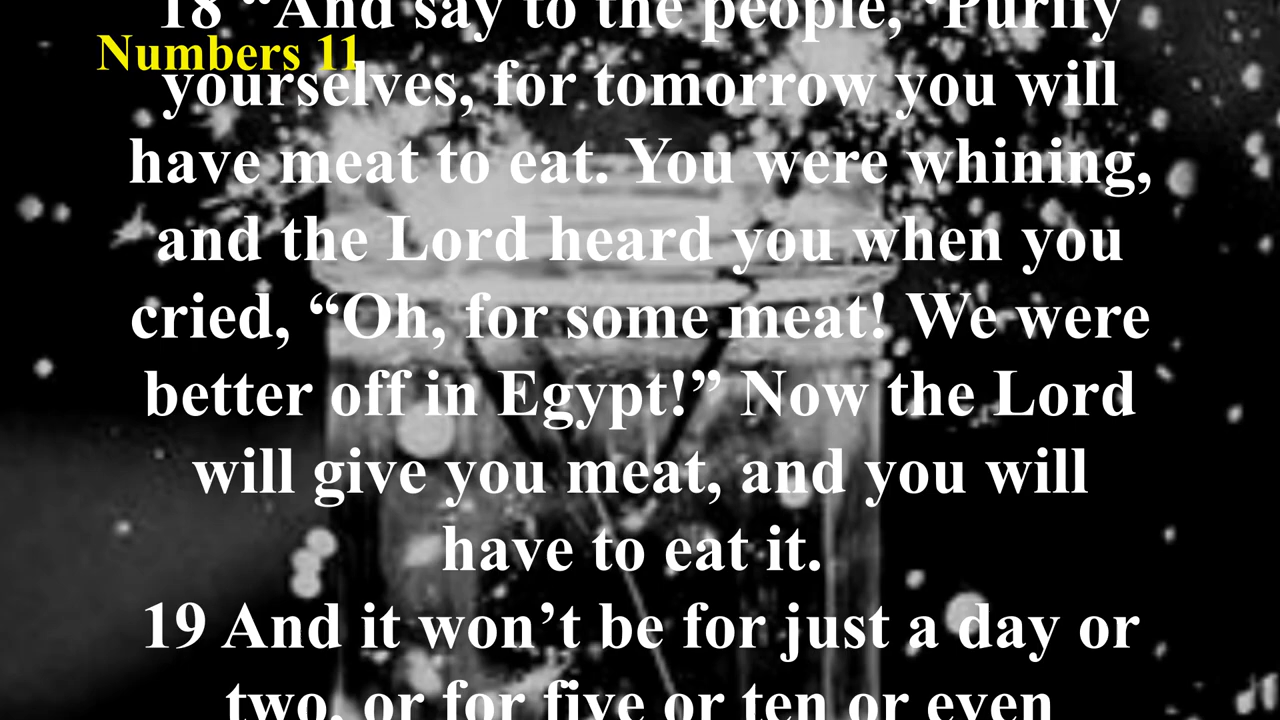 18 “And say to the people, ‘Purify
Numbers 11
yourselves, for tomorrow you will
have meat to eat. You were whining,
and the Lord heard you when you
cried, “Oh, for some meat! We were
better off in Egypt!” Now the Lord
will give you meat, and you will
have to eat it.
19 And it won’t be for just a day or
two, or for five or ten or even